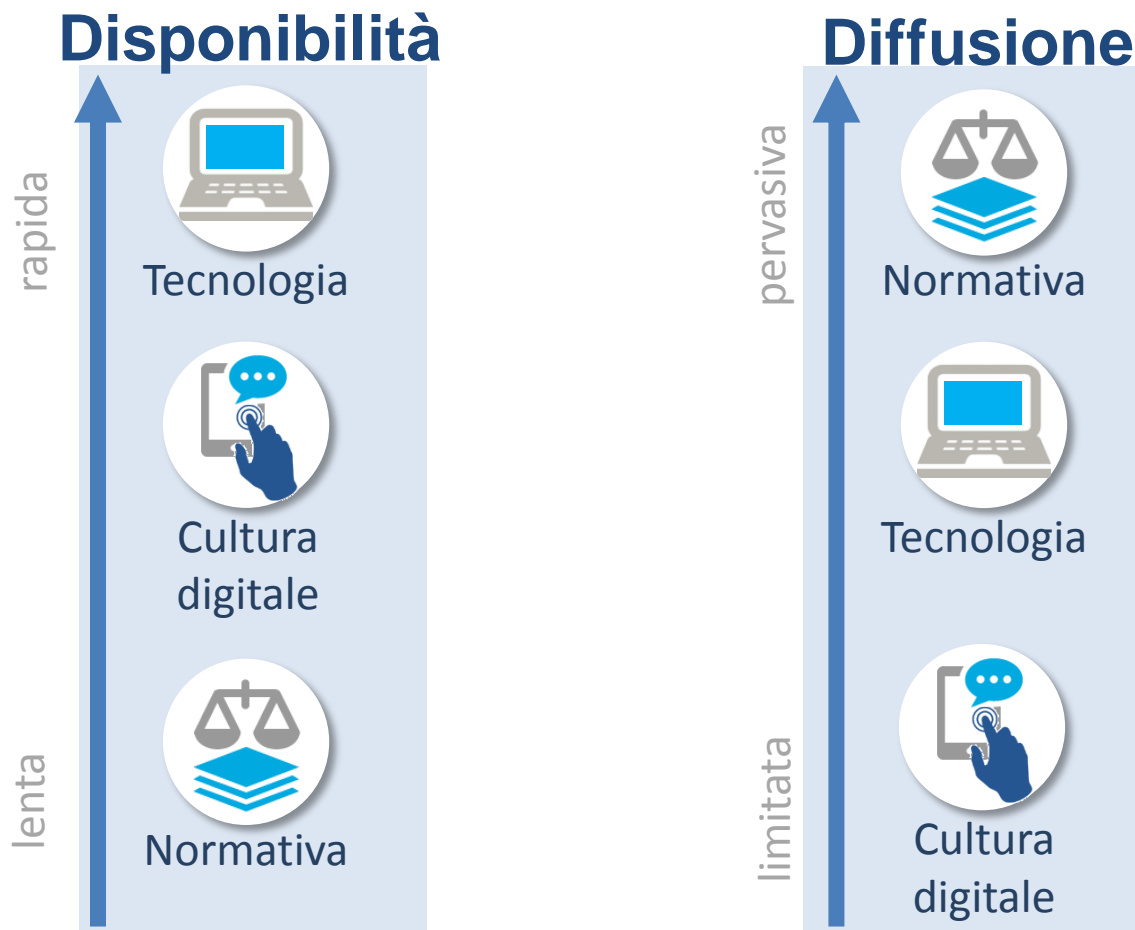 Disponibilità
rapida
Tecnologia
Cultura
digitale
lenta
Normativa
Diffusione
pervasiva
Normativa
Tecnologia
limitata
Cultura
digitale